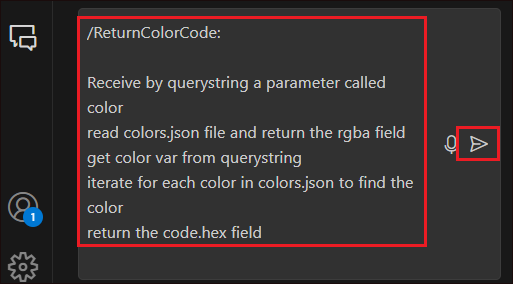 /ReturnColorCode:
Receive by querystring a parameter called
color
read colors.json file and return the rgba field
get color var from querystring
iterate for each color in colors.json to find the
color
return the code.hex field
1